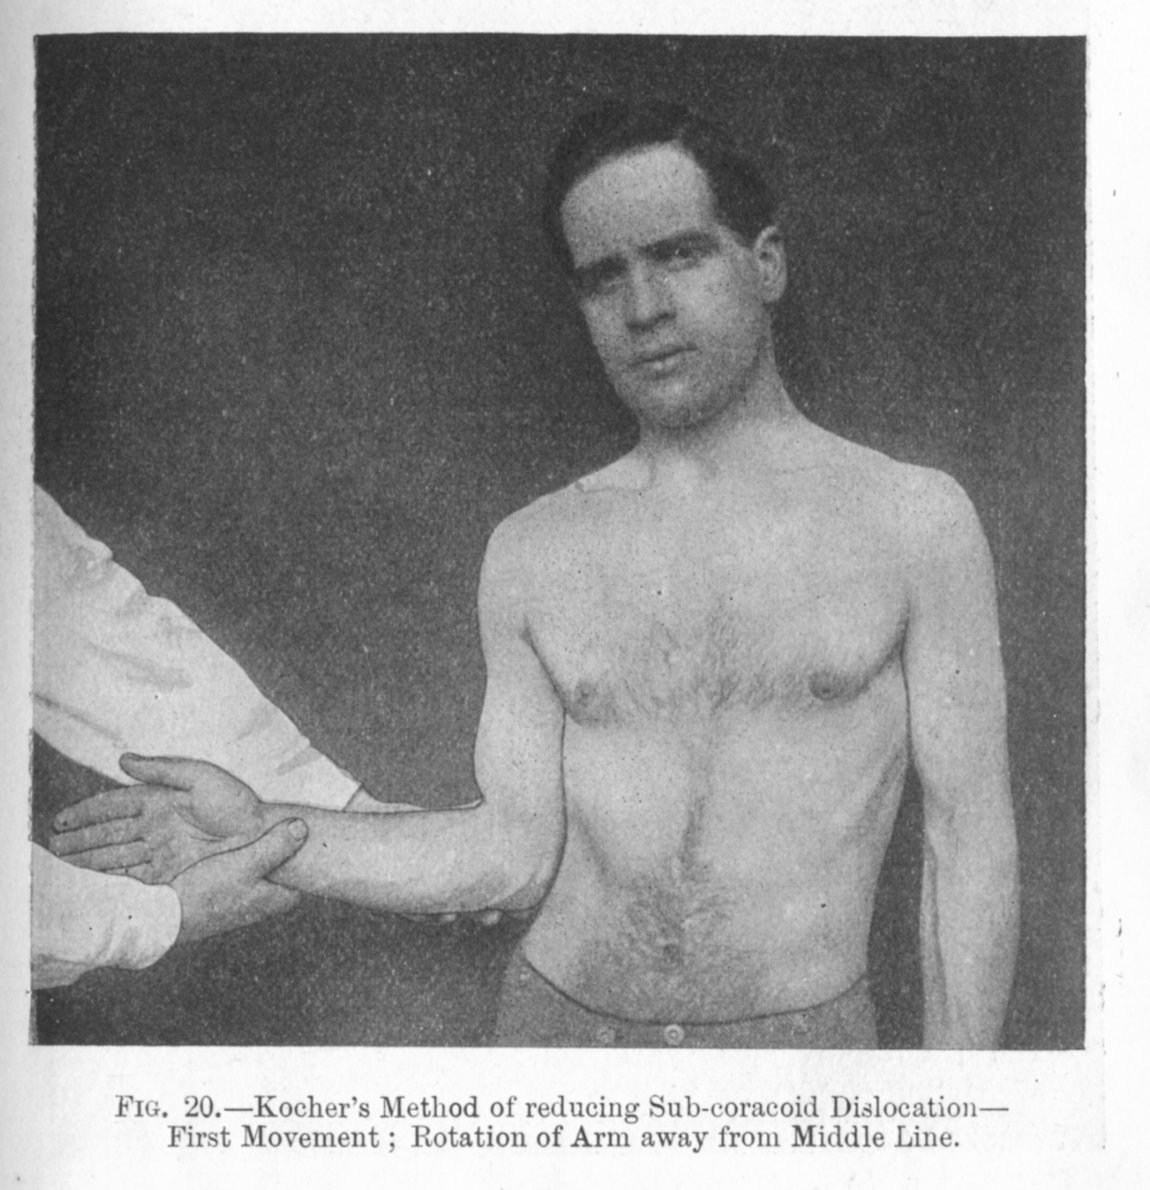 FIG. 20.—Kocher's Method of reducing Sub-coracoid Dislocation—
First Movement ; Rotation of Arm away from Middle Line.